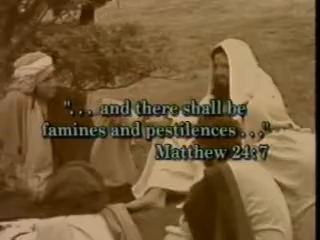 ". . . and there shall be
famines and pestilences . . ."
Matthew 24:7